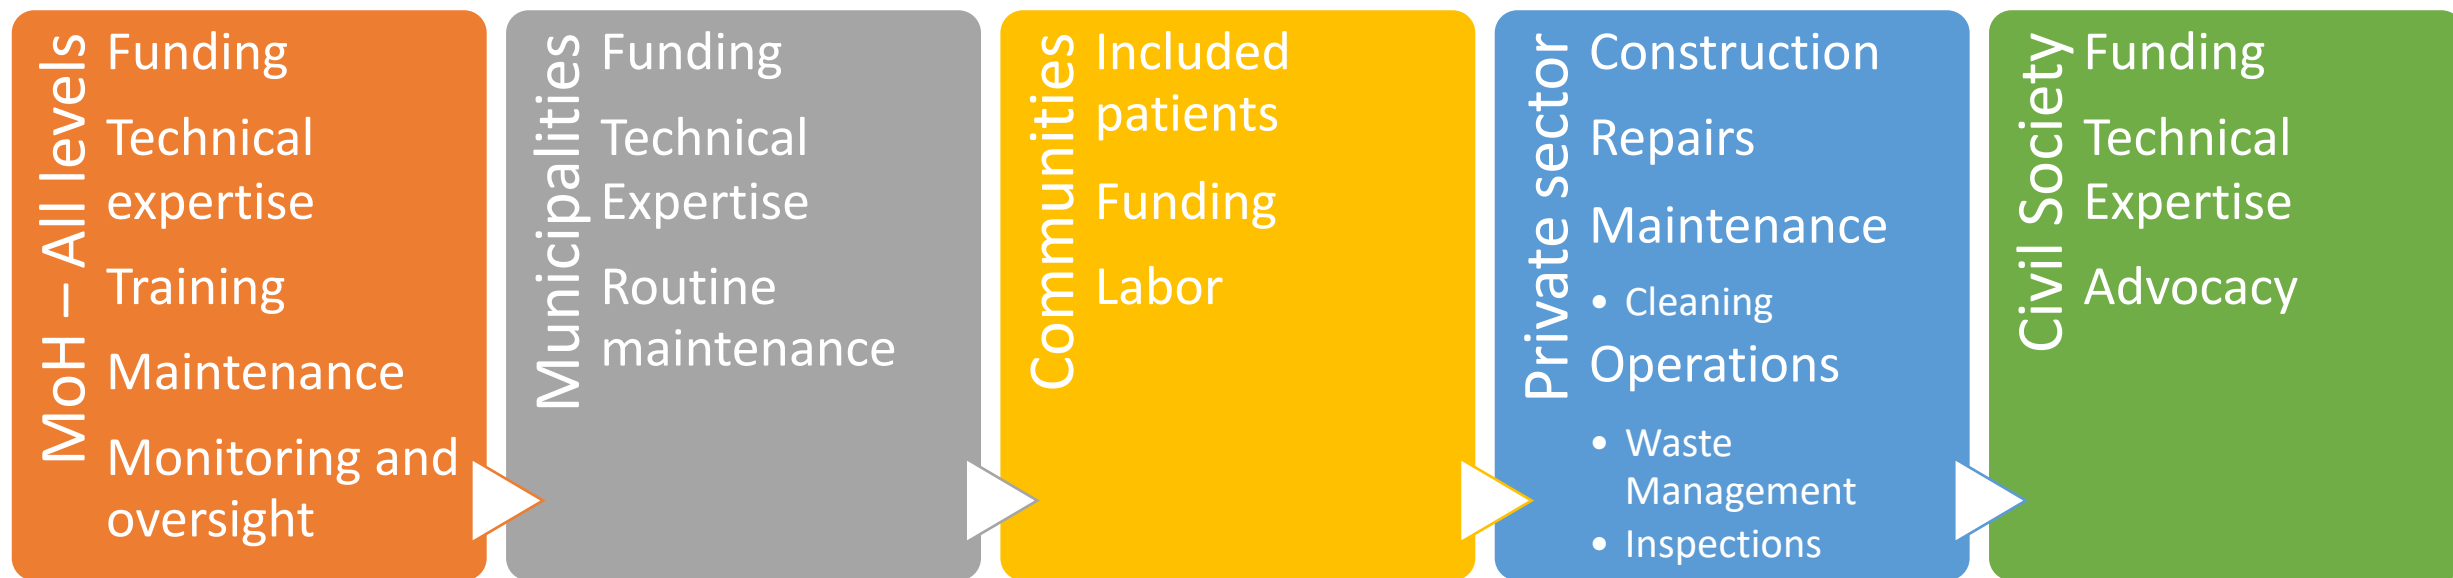 MoH – All levels
Funding
Technical
expertise
Training
Maintenance
Monitoring and
oversight
Municipalities
Funding
Technical
Expertise
Routine
maintenance
Communities
Included
patients
Funding
Labor
Private sector
Construction
Repairs
Maintenance
• Cleaning
Operations
• Waste
Management
• Inspections
Civil Society
Funding
Technical
Expertise
Advocacy